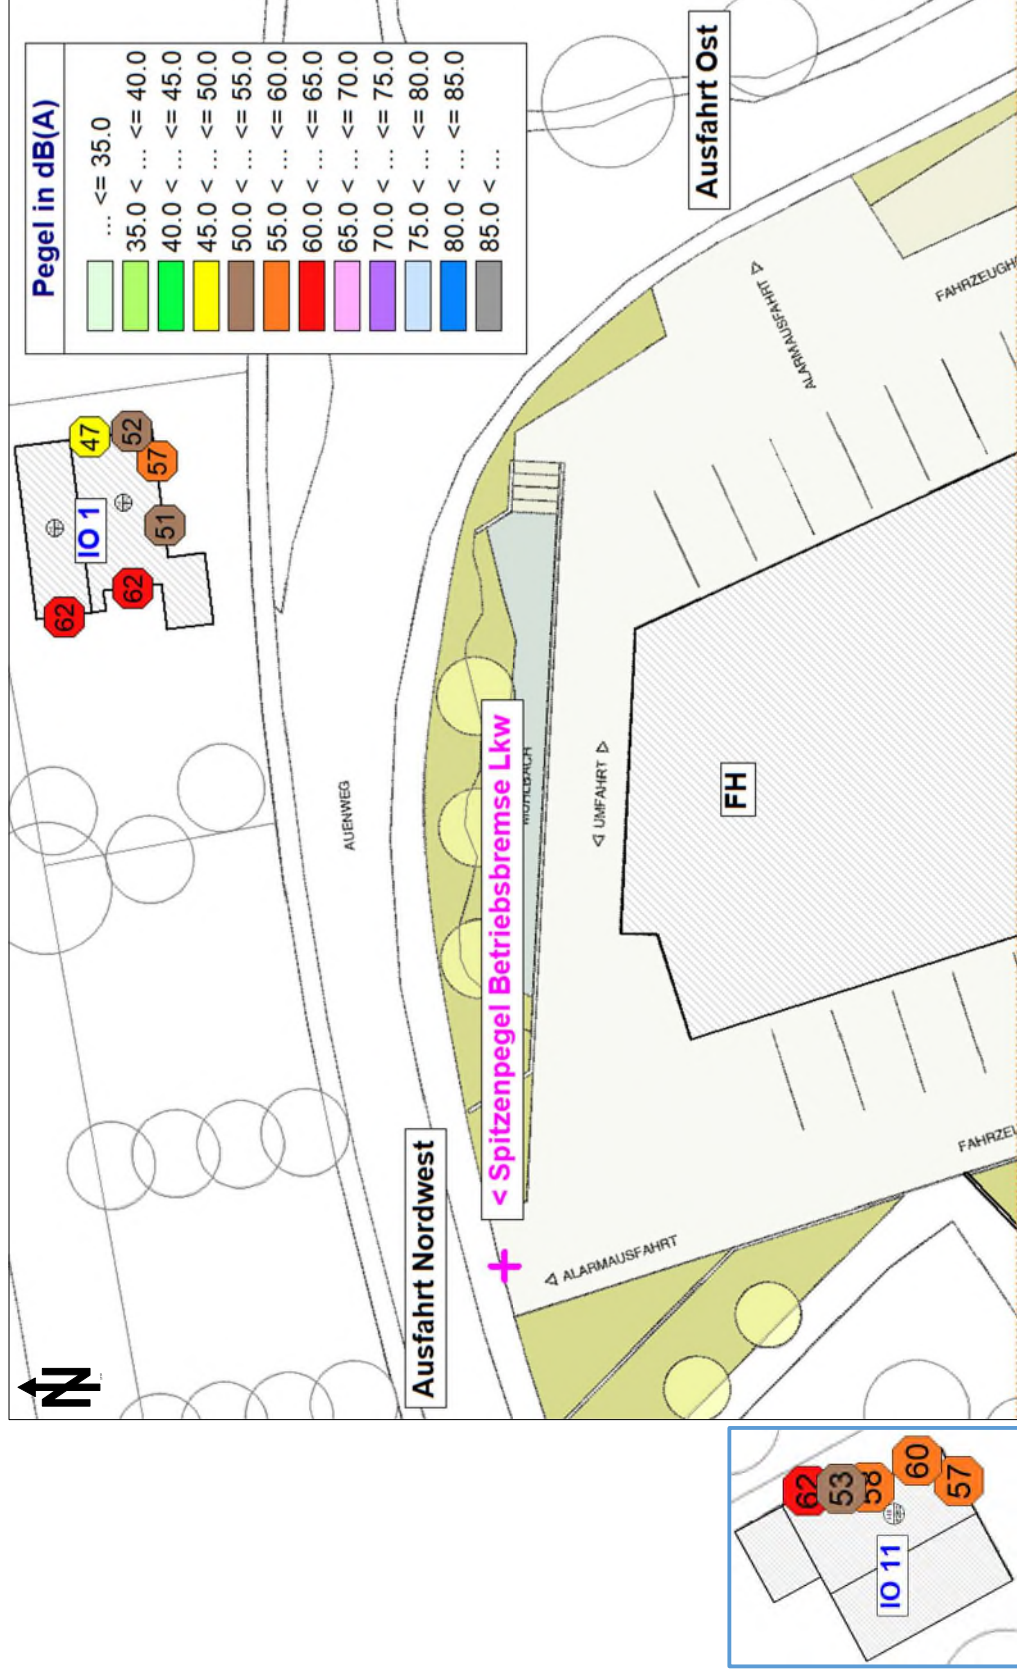 Pegel in dB(A)
... <= 35.0
35.0 < ... <= 40.0
40.0 < ... <= 45.0
45.0 < ... <= 50.0
50.0 < ... <= 55.0
55.0 < ... <= 60.0
60.0 < ... <= 65.0
65.0 < ... <= 70.0
70.0 < ... <= 75.0
75.0 < ... <= 80.0
80.0 < ... <= 85.0
85.0 < ...
Ausfahrt Ost
47
52
57
IO 1
51
62
62
AUENWEG
< Spitzenpegel Betriebsbremse Lkw
MÜHLBACH
UMFAHRT
FH
ALARMAUSFAHRT
FAHRZEUGH
Ausfahrt Nordwest
ALARMAUSFAHRT
FAHRZEU
N
62
53
58
60
57
IO 11